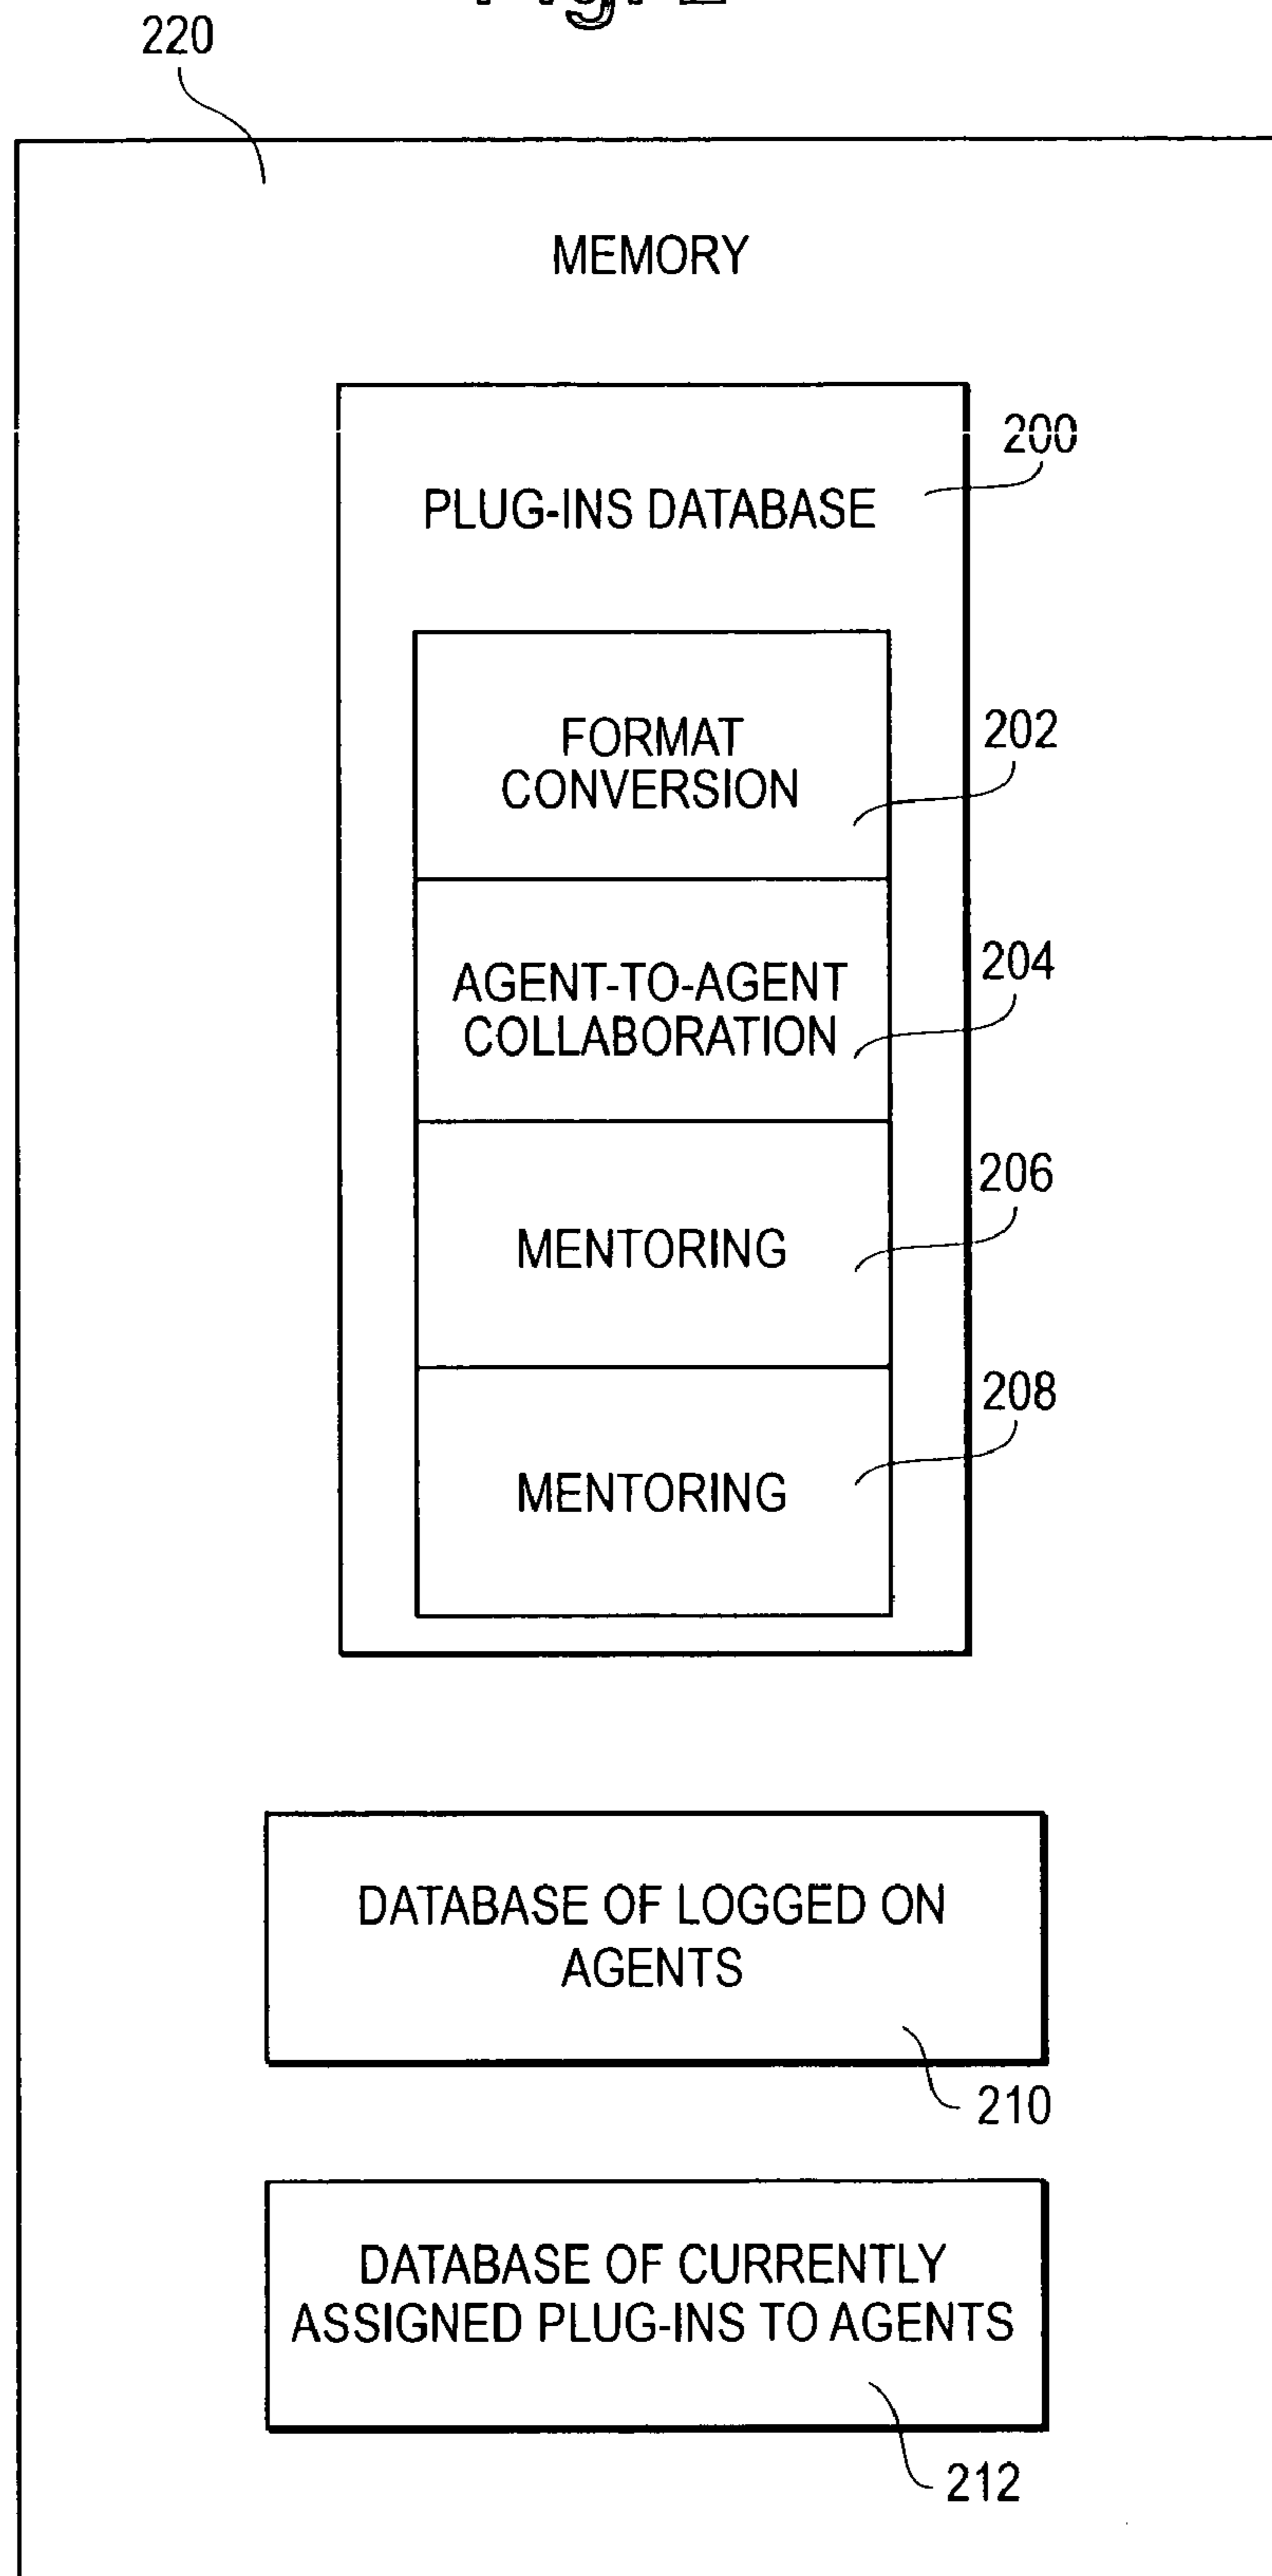 220
MEMORY
200
PLUG-INS DATABASE
FORMAT
CONVERSION
202
AGENT-TO-AGENT
COLLABORATION
204
206
MENTORING
208
MENTORING
DATABASE OF LOGGED ON
AGENTS
210
DATABASE OF CURRENTLY
ASSIGNED PLUG-INS TO AGENTS
212